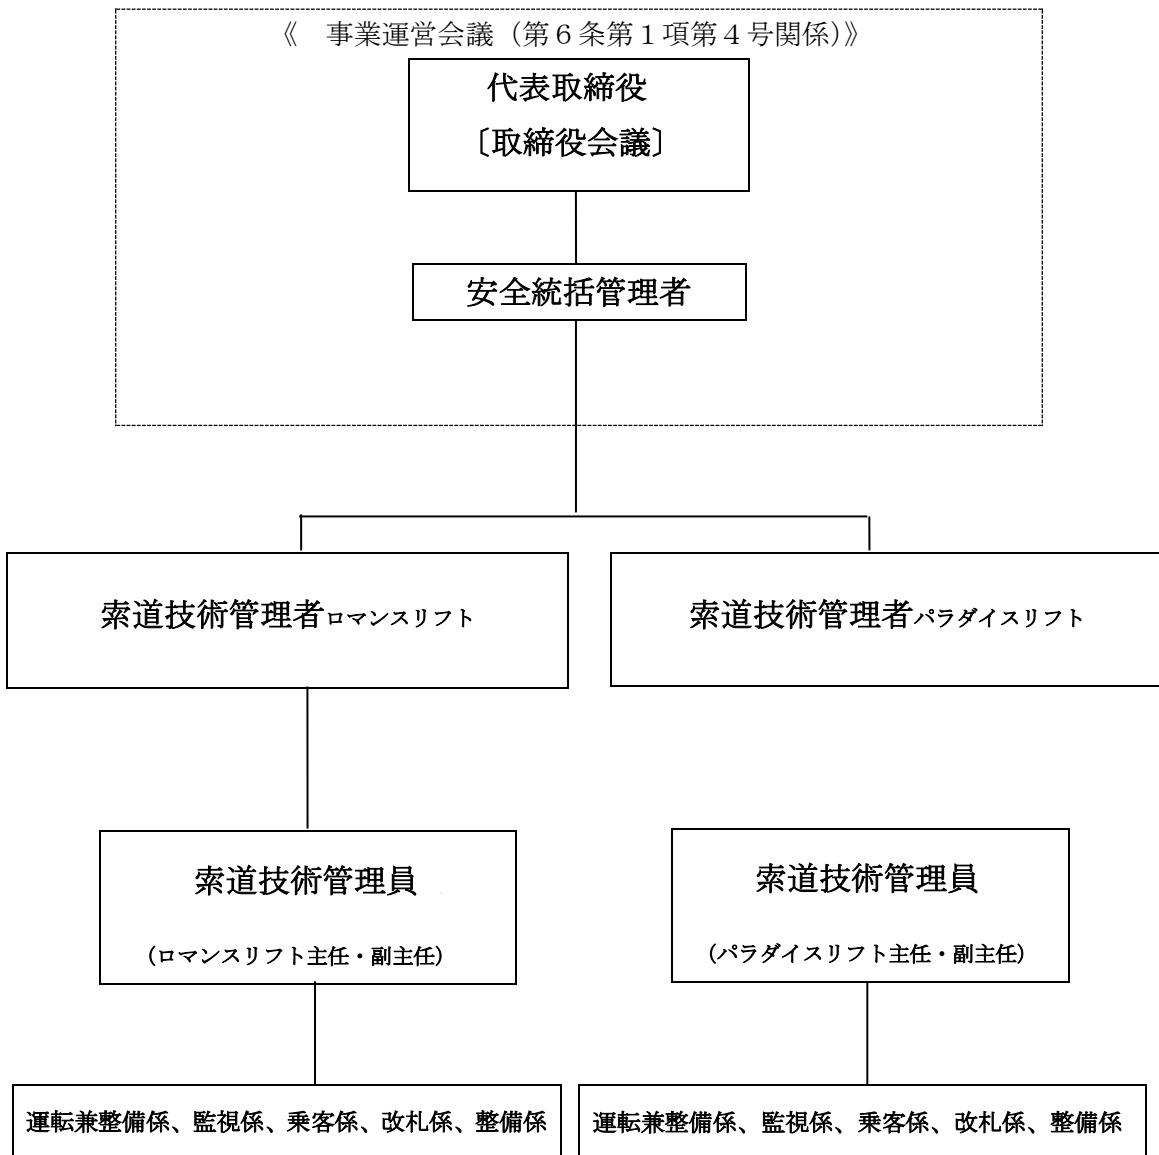 《　事業運営会議（第６条第１項第４号関係）》
代表取締役
〔取締役会議〕
安全統括管理者
索道技術管理者ロマンスリフト
索道技術管理者パラダイスリフト
索道技術管理員
（ロマンスリフト主任・副主任）
索道技術管理員
（パラダイスリフト主任・副主任）
運転兼整備係、監視係、乗客係、改札係、整備係
運転兼整備係、監視係、乗客係、改札係、整備係